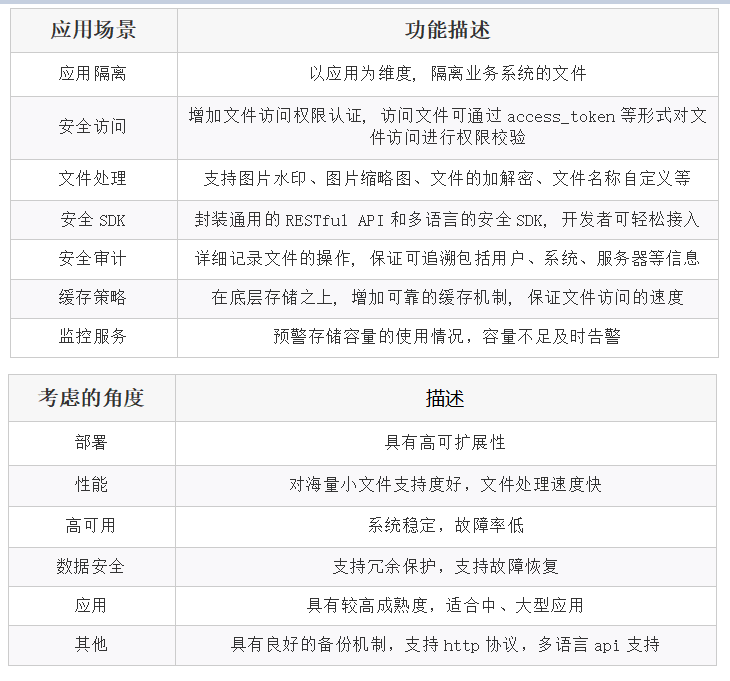 应用场景 功能描述
应用隔离 以应用为维度, 隔离业务系统的文件
安全访问 增加文件访问权限认证, 访问文件可通过 access_token 等形式对文
件访问进行权限校验
文件处理 支持图片水印、图片缩略图、文件的加解密、文件名称自定义等
安全 SDK 封装通用的 RESTful API 和多语言的安全 SDK, 开发者可轻松接入
安全审计 详细记录文件的操作, 保证可追溯包括用户、系统、服务器等信息
缓存策略 在底层存储之上, 增加可靠的缓存机制, 保证文件访问的速度
监控服务 预警存储容量的使用情况，容量不足及时告警
考虑的角度 描述
部署 具有高可扩展性
性能 对海量小文件支持度好，文件处理速度快
高可用 系统稳定，故障率低
数据安全 支持冗余保护，支持故障恢复
应用 具有较高成熟度，适合中、大型应用
其他 具有良好的备份机制，支持 http 协议，多语言 api 支持